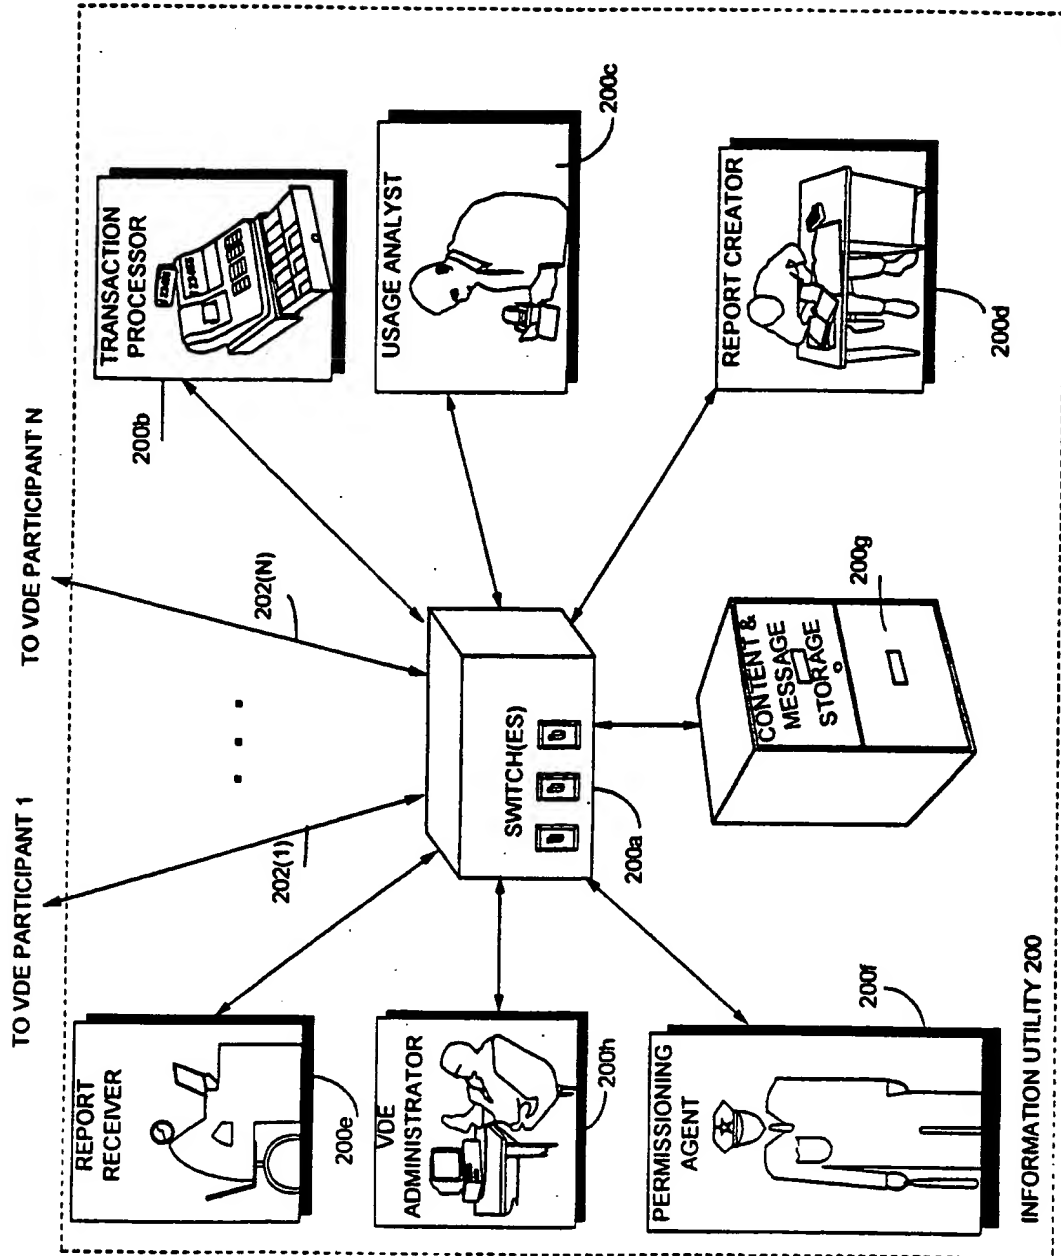 TO VDE PARTICIPANT 1
TO VDE PARTICIPANT N
202(1)
202(N)
REPORT
RECEIVER
200e
TRANSACTION
PROCESSOR
200b
VDE
ADMINISTRATOR
200h
SWITCH(ES)
200a
USAGE ANALYST
200c
PERMISSIONING
AGENT
200f
CONTENT &
MESSAGE
STORAGE
200g
REPORT CREATOR
200d
INFORMATION UTILITY 200